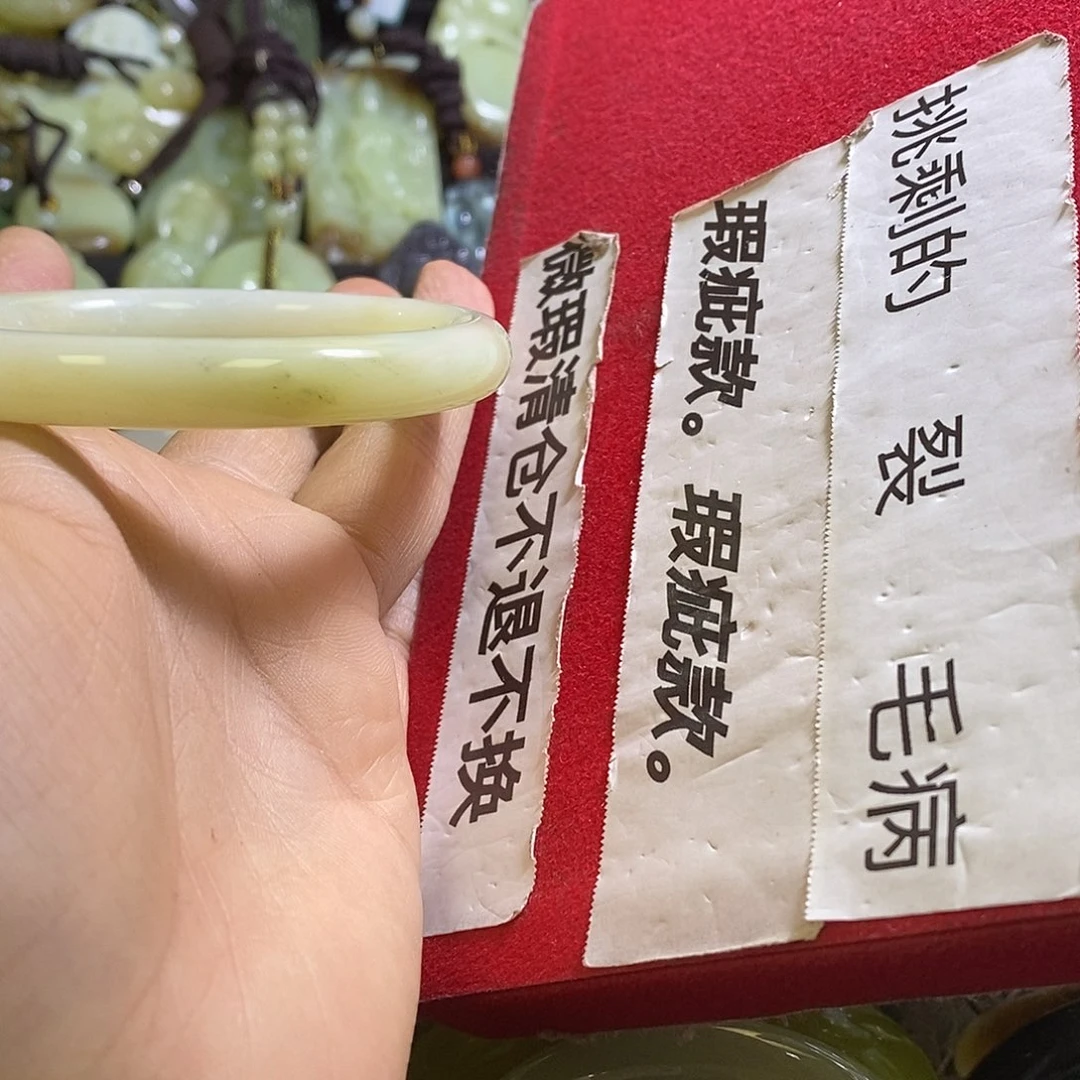 挑剩的 裂 毛病
瑕疵款。瑕疵款。
微瑕清仓不退不换